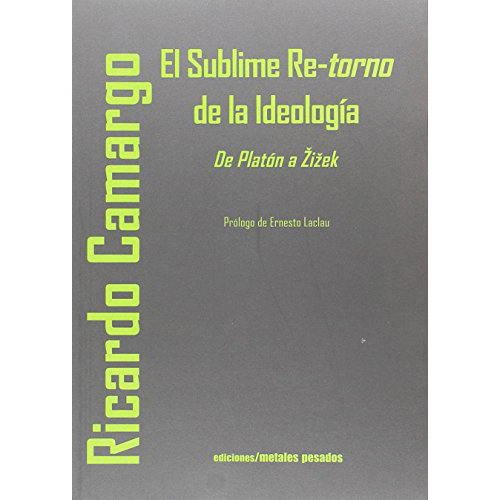 Ricardo Camargo
El Sublime Re-torno
de la Ideología
De Platón a Žižek
Prólogo de Ernesto Laclau
ediciones/metales pesados